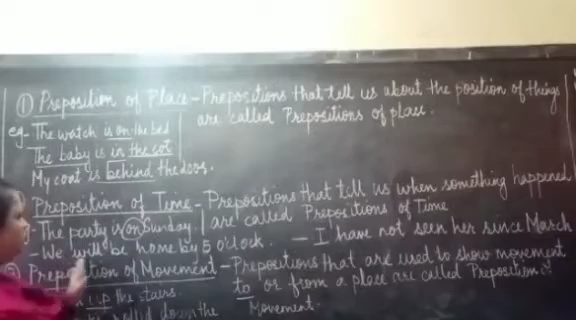 ① Preposition of Place – Prepositions that tell us about the position of things
are called Prepositions of place.
eg. The watch is on the bed
The baby is in the cot
My coat is behind the door.
Preposition of Time - Prepositions that tell us when something happened
are called Prepositions of Time
The party is on Sunday.
- We will be home by 5 o'clock. – I have not seen her since March
Preposition of Movement – Prepositions that are used to show movement
to or from a place are called Preposition of
Movement.
up the stairs.
down the